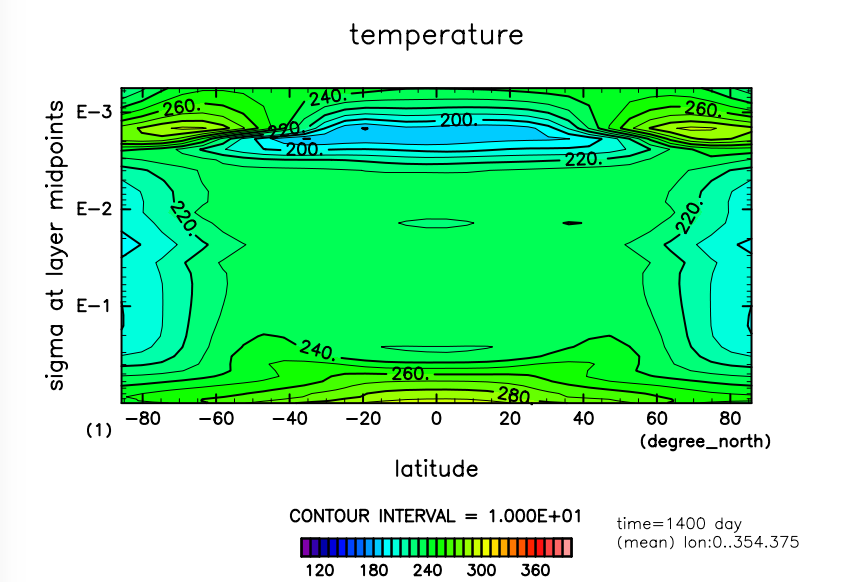 temperature
240.
260.
260.
E-3
200.
220.
200.
220.
sigma at layer midpoints
E-2
220.
220.
E-1
240.
260.
280.
-80 -60 -40 -20 0 20 40 60 80
(1)
(degree_north)
latitude
CONTOUR INTERVAL = 1.000E+01
time=1400 day
(mean) lon:0..354.375
120 180 240 300 360